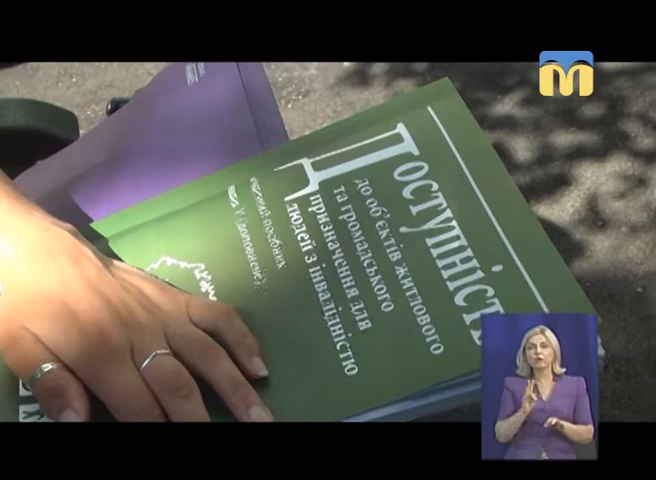 Доступність
до об'єктів житлового
та громадського
призначення для
людей з інвалідністю